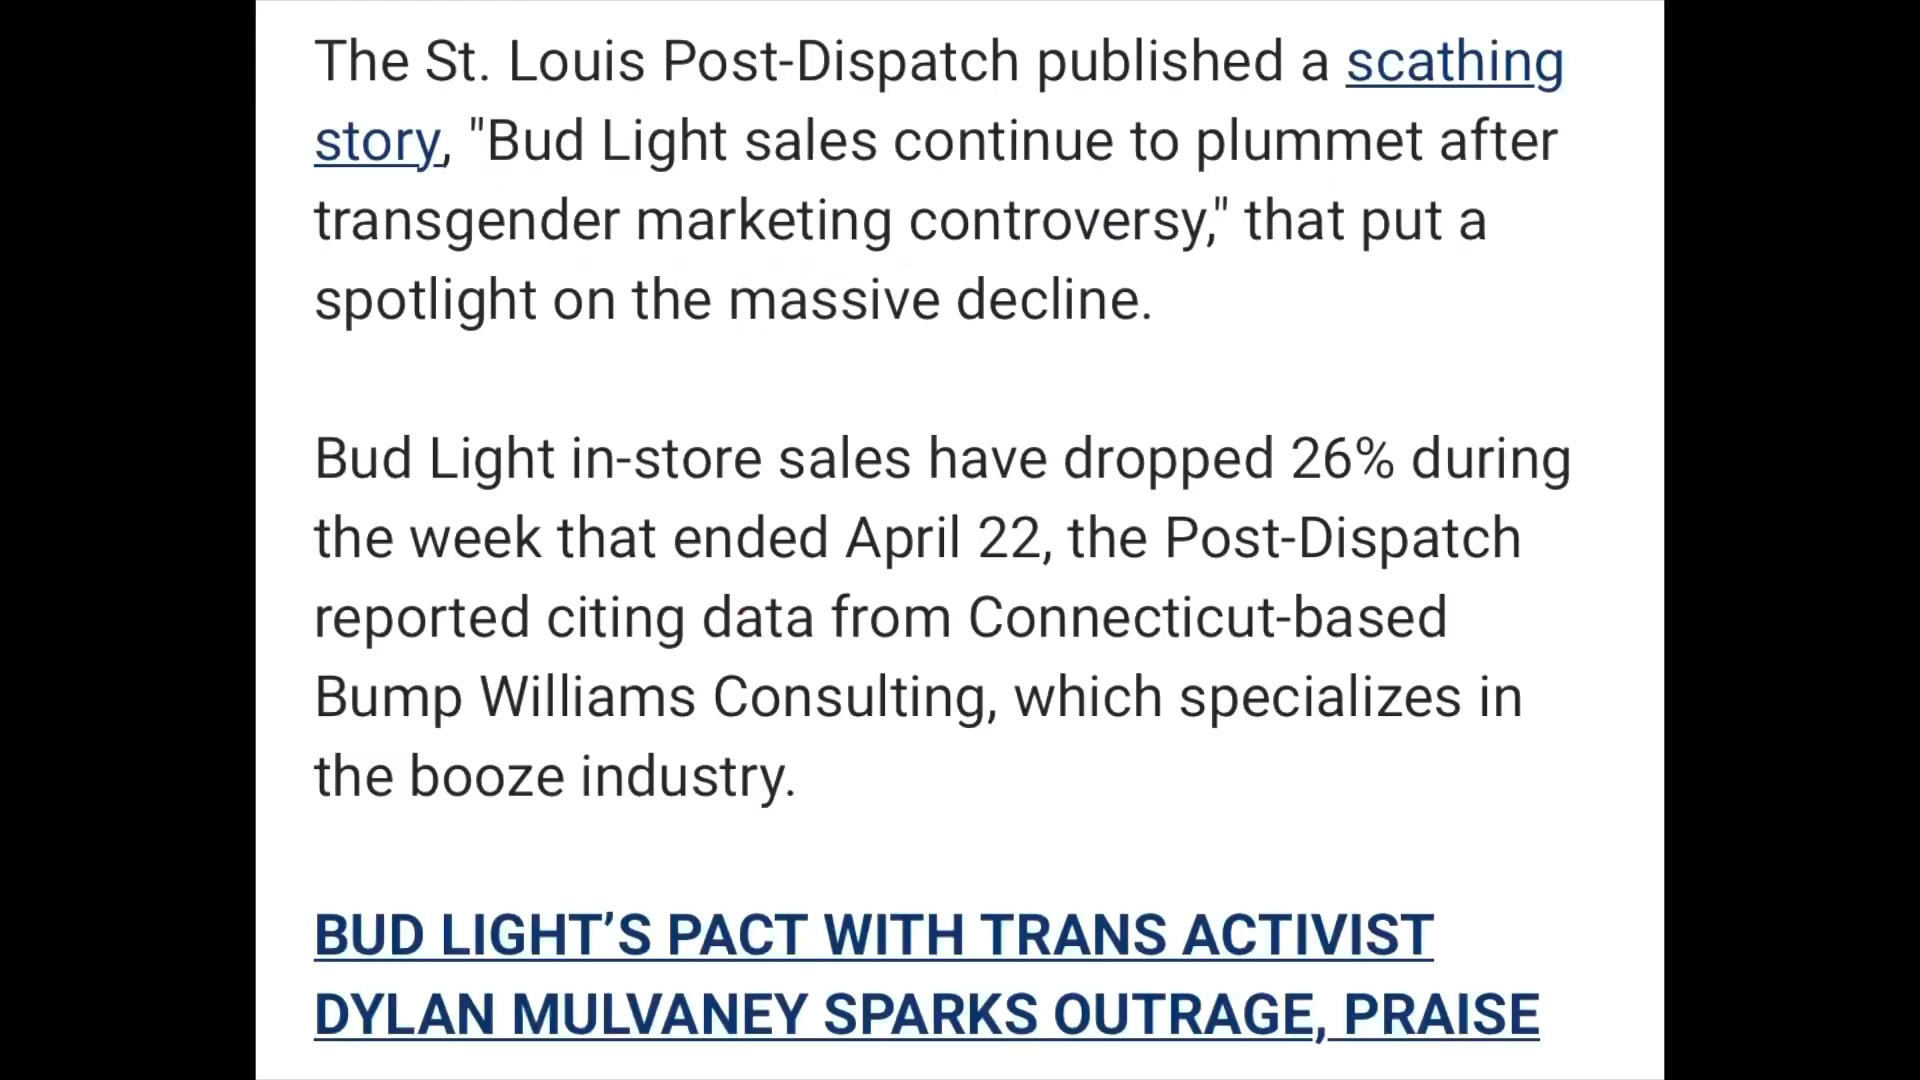 The St. Louis Post-Dispatch published a scathing
story, "Bud Light sales continue to plummet after
transgender marketing controversy," that put a
spotlight on the massive decline.
Bud Light in-store sales have dropped 26% during
the week that ended April 22, the Post-Dispatch
reported citing data from Connecticut-based
Bump Williams Consulting, which specializes in
the booze industry.
BUD LIGHT’S PACT WITH TRANS ACTIVIST
DYLAN MULVANEY SPARKS OUTRAGE, PRAISE